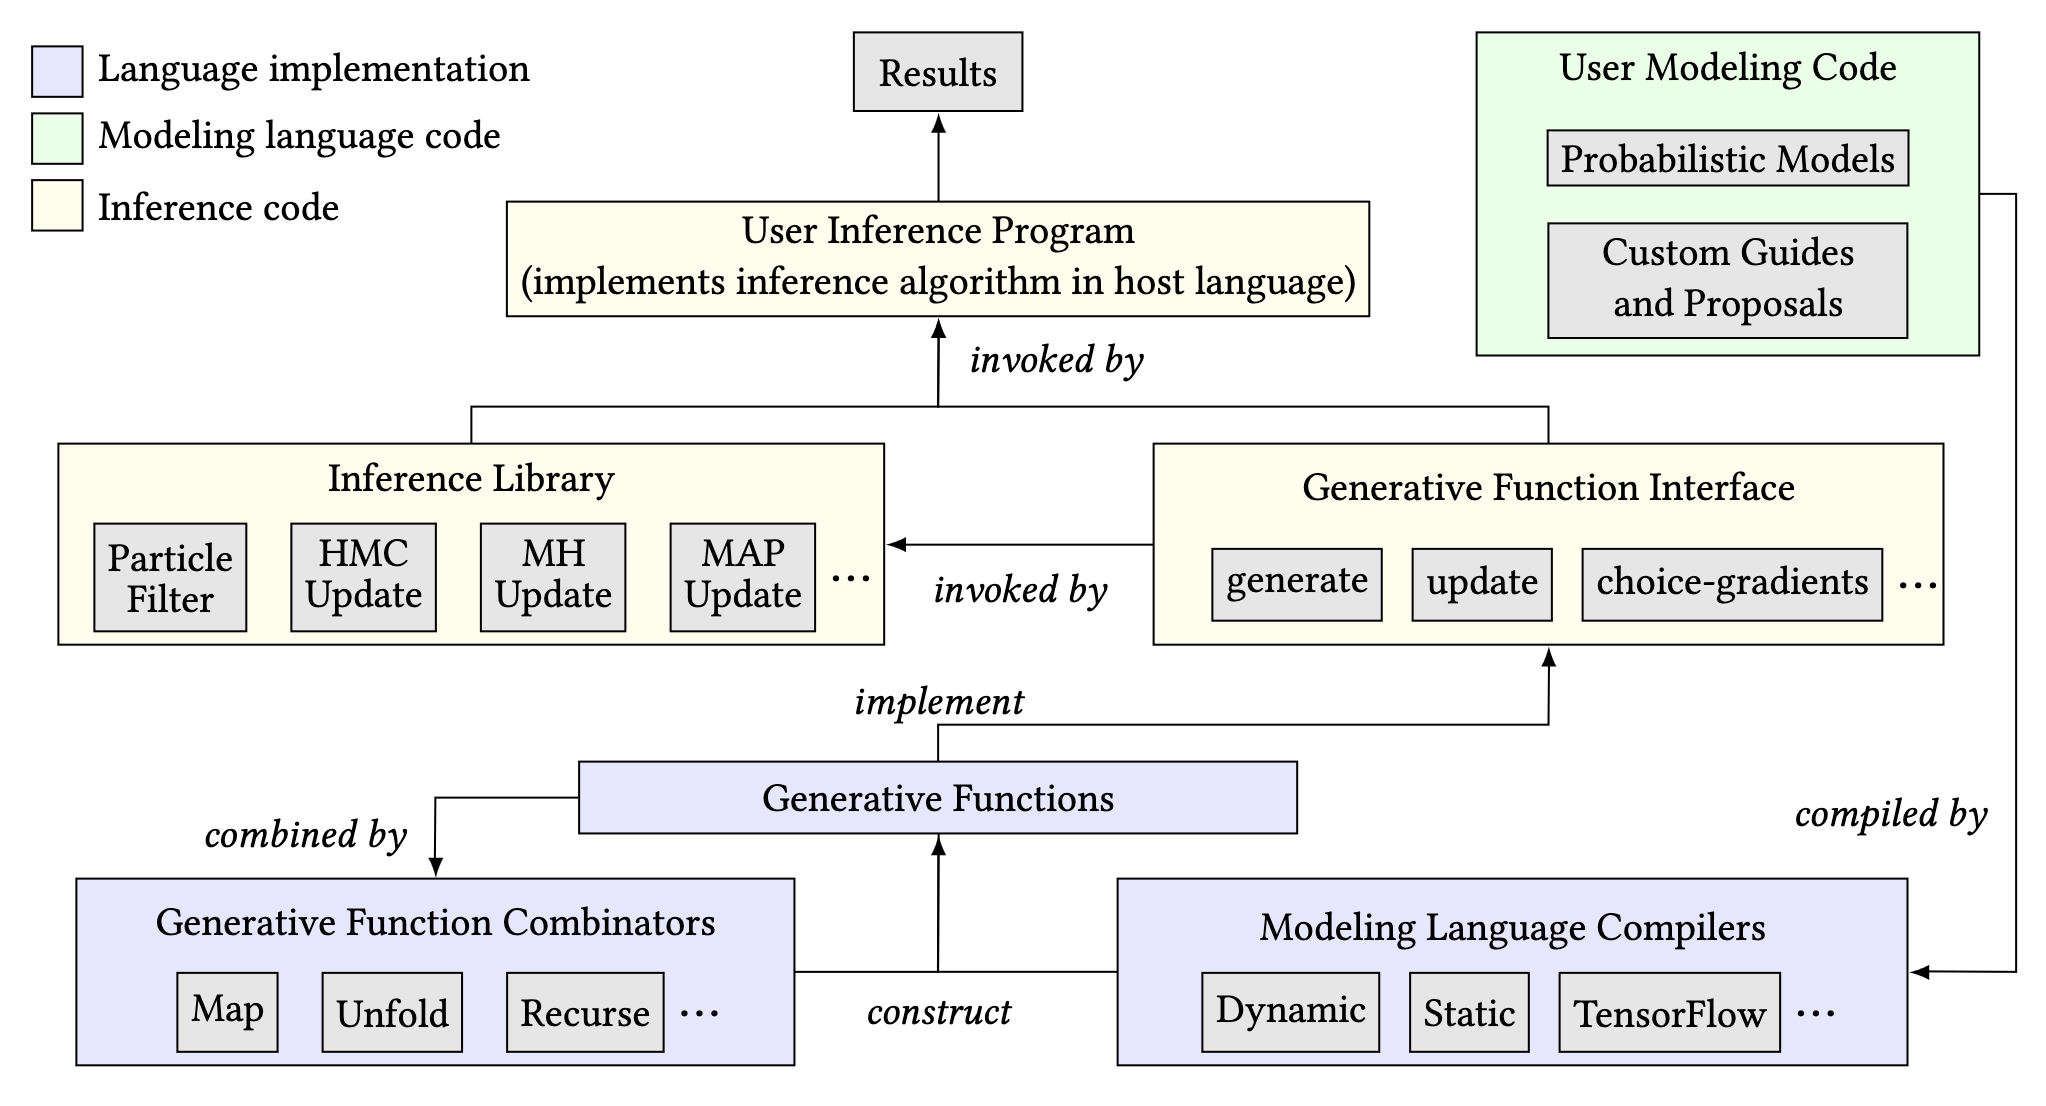 Language implementation
Modeling language code
Inference code
Results
User Modeling Code
Probabilistic Models
Custom Guides
and Proposals
User Inference Program
(implements inference algorithm in host language)
invoked by
Inference Library
Particle
Filter
HMC
Update
MH
Update
MAP
Update
...
invoked by
Generative Function Interface
generate
update
choice-gradients
...
implement
Generative Functions
combined by
compiled by
Generative Function Combinators
Map
Unfold
Recurse
...
construct
Modeling Language Compilers
Dynamic
Static
TensorFlow
...